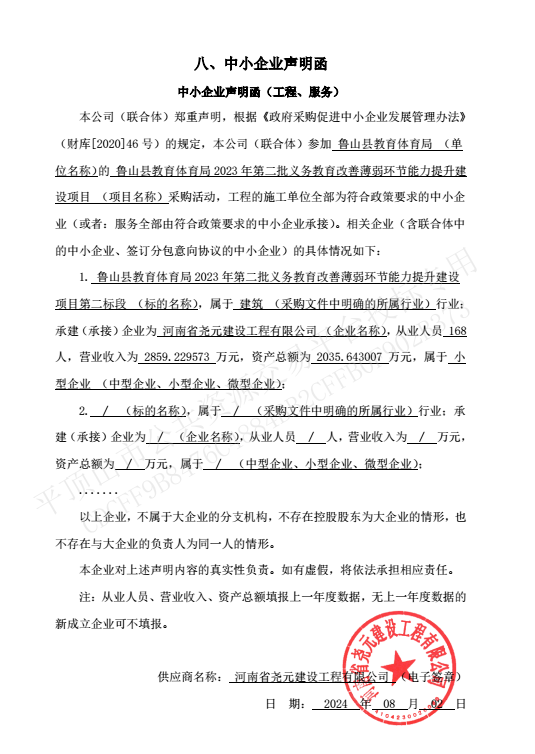 八、中小企业声明函
中小企业声明函（工程、服务）
本公司（联合体）郑重声明，根据《政府采购促进中小企业发展管理办法》
（财库[2020]46 号）的规定，本公司（联合体）参加 鲁山县教育体育局 （单
位名称）的 鲁山县教育体育局 2023 年第二批义务教育改善薄弱环节能力提升建
设项目 （项目名称）采购活动，工程的施工单位全部为符合政策要求的中小企
业（或者：服务全部由符合政策要求的中小企业承接）。相关企业（含联合体中
的中小企业、签订分包意向协议的中小企业）的具体情况如下：
1. 鲁山县教育体育局 2023 年第二批义务教育改善薄弱环节能力提升建设
项目第二标段 （标的名称），属于 建筑 （采购文件中明确的所属行业）行业；
承建（承接）企业为 河南省尧元建设工程有限公司 （企业名称），从业人员 168
人，营业收入为 2859.229573 万元，资产总额为 2035.643007 万元，属于 小
型企业 （中型企业、小型企业、微型企业）；
2. / （标的名称），属于 / （采购文件中明确的所属行业）行业；承
建（承接）企业为 / （企业名称），从业人员 / 人，营业收入为 / 万元，
资产总额为 / 万元，属于 / （中型企业、小型企业、微型企业）；
.......
以上企业，不属于大企业的分支机构，不存在控股股东为大企业的情形，也
不存在与大企业的负责人为同一人的情形。
本企业对上述声明内容的真实性负责。如有虚假，将依法承担相应责任。
注：从业人员、营业收入、资产总额填报上一年度数据，无上一年度数据的
新成立企业可不填报。
河南省尧元建设工程有限公司
供应商名称： 河南省尧元建设工程有限公司 （电子签章）
日 期： 2024 年 08 月 02 日